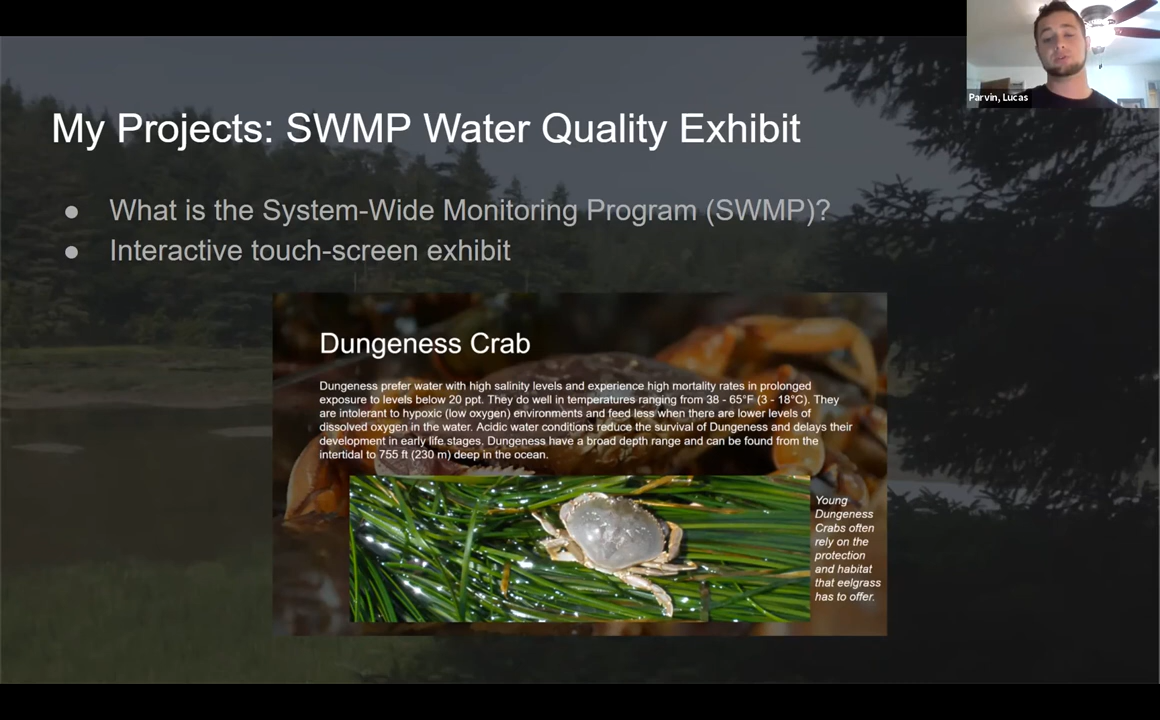 Parvin, Lucas
My Projects: SWMP Water Quality Exhibit
● What is the System-Wide Monitoring Program (SWMP)?
● Interactive touch-screen exhibit
Dungeness Crab
Dungeness prefer water with high salinity levels and experience high mortality rates in prolonged
exposure to levels below 20 ppt. They do well in temperatures ranging from 38 - 65°F (3 - 18°C). They
are intolerant to hypoxic (low oxygen) environments and feed less when there are lower levels of
dissolved oxygen in the water. Acidic water conditions reduce the survival of Dungeness and delays their
development in early life stages. Dungeness have a broad depth range and can be found from the
intertidal to 755 ft (230 m) deep in the ocean.
Young
Dungeness
Crabs often
rely on the
protection
and habitat
that eelgrass
has to offer.